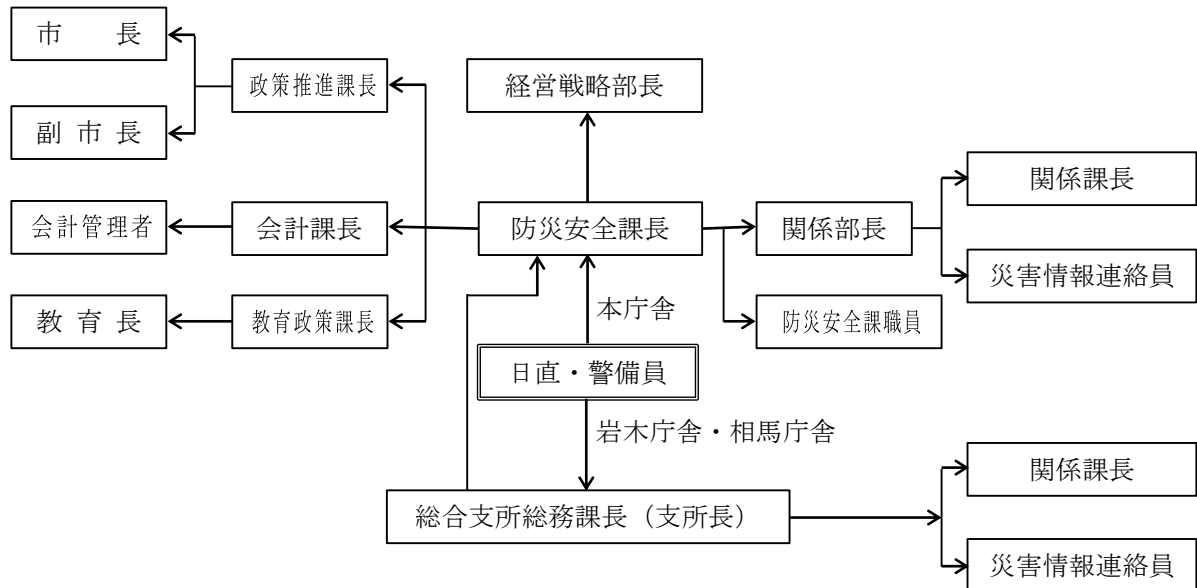 市　　長
政策推進課長
経営戦略部長
副 市 長
関係課長
会計管理者
会計課長
防災安全課長
関係部長
災害情報連絡員
教 育 長
教育政策課長
本庁舎
防災安全課職員
日直・警備員
岩木庁舎・相馬庁舎
関係課長
総合支所総務課長（支所長）
災害情報連絡員